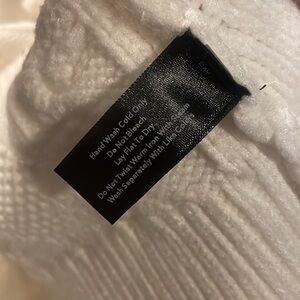 Hand Wash Cold Only
Do Not Bleach
Lay Flat To Dry
Do Not Twist Warm Iron With Steam
Wash Separately With Like Colors